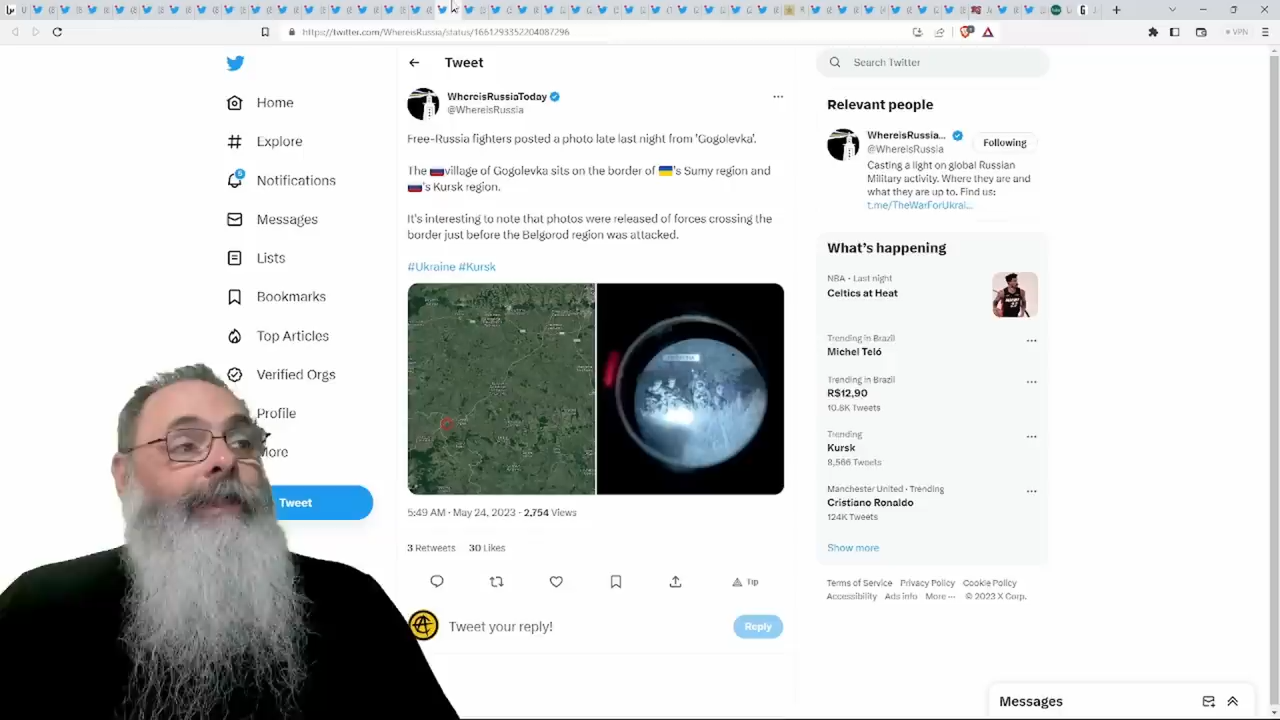 https://twitter.com/WhereisRussia/status/1661293352204087296
VPN
Home
Explore
6
Notifications
Messages
Lists
Bookmarks
Top Articles
Verified Orgs
Profile
More
Tweet
Tweet
WhereisRussiaToday
@WhereisRussia
Free-Russia fighters posted a photo late last night from 'Gogolevka'.
The 🇷🇺village of Gogolevka sits on the border of 🇺🇦's Sumy region and
🇷🇺's Kursk region.
It's interesting to note that photos were released of forces crossing the
border just before the Belgorod region was attacked.
#Ukraine #Kursk
5:49 AM · May 24, 2023 · 2,754 Views
3 Retweets 30 Likes
Tip
Tweet your reply!
Reply
Search Twitter
Relevant people
WhereisRussia...
@WhereisRussia
Following
Casting a light on global Russian
Military activity. Where they are and
what they are up to. Find us:
t.me/TheWarForUkrai...
What's happening
NBA · Last night
Celtics at Heat
Trending in Brazil
Michel Teló
Trending in Brazil
R$12,90
10.8K Tweets
Trending
Kursk
8,566 Tweets
Manchester United · Trending
Cristiano Ronaldo
124K Tweets
Show more
Terms of Service Privacy Policy Cookie Policy
Accessibility Ads info More ··· © 2023 X Corp.
Messages